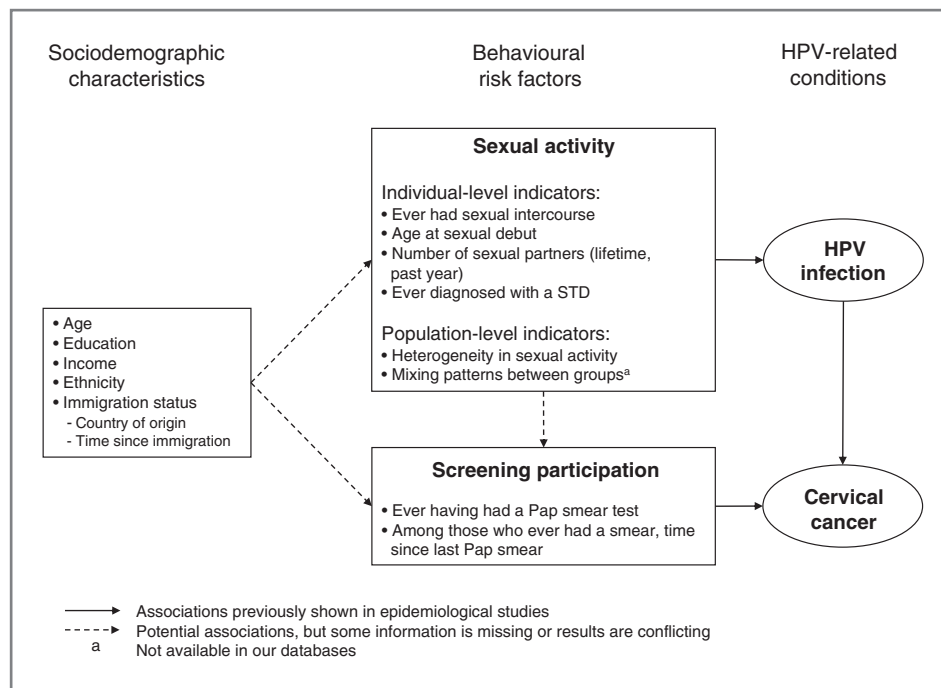 Sociodemographic
characteristics
Behavioural
risk factors
HPV-related
conditions
• Age
• Education
• Income
• Ethnicity
• Immigration status
- Country of origin
- Time since immigration
Sexual activity
Individual-level indicators:
• Ever had sexual intercourse
• Age at sexual debut
• Number of sexual partners (lifetime,
past year)
• Ever diagnosed with a STD
Population-level indicators:
• Heterogeneity in sexual activity
• Mixing patterns between groupsᵃ
Screening participation
• Ever having had a Pap smear test
• Among those who ever had a smear, time
since last Pap smear
HPV
infection
Cervical
cancer
Associations previously shown in epidemiological studies
Potential associations, but some information is missing or results are conflicting
a Not available in our databases